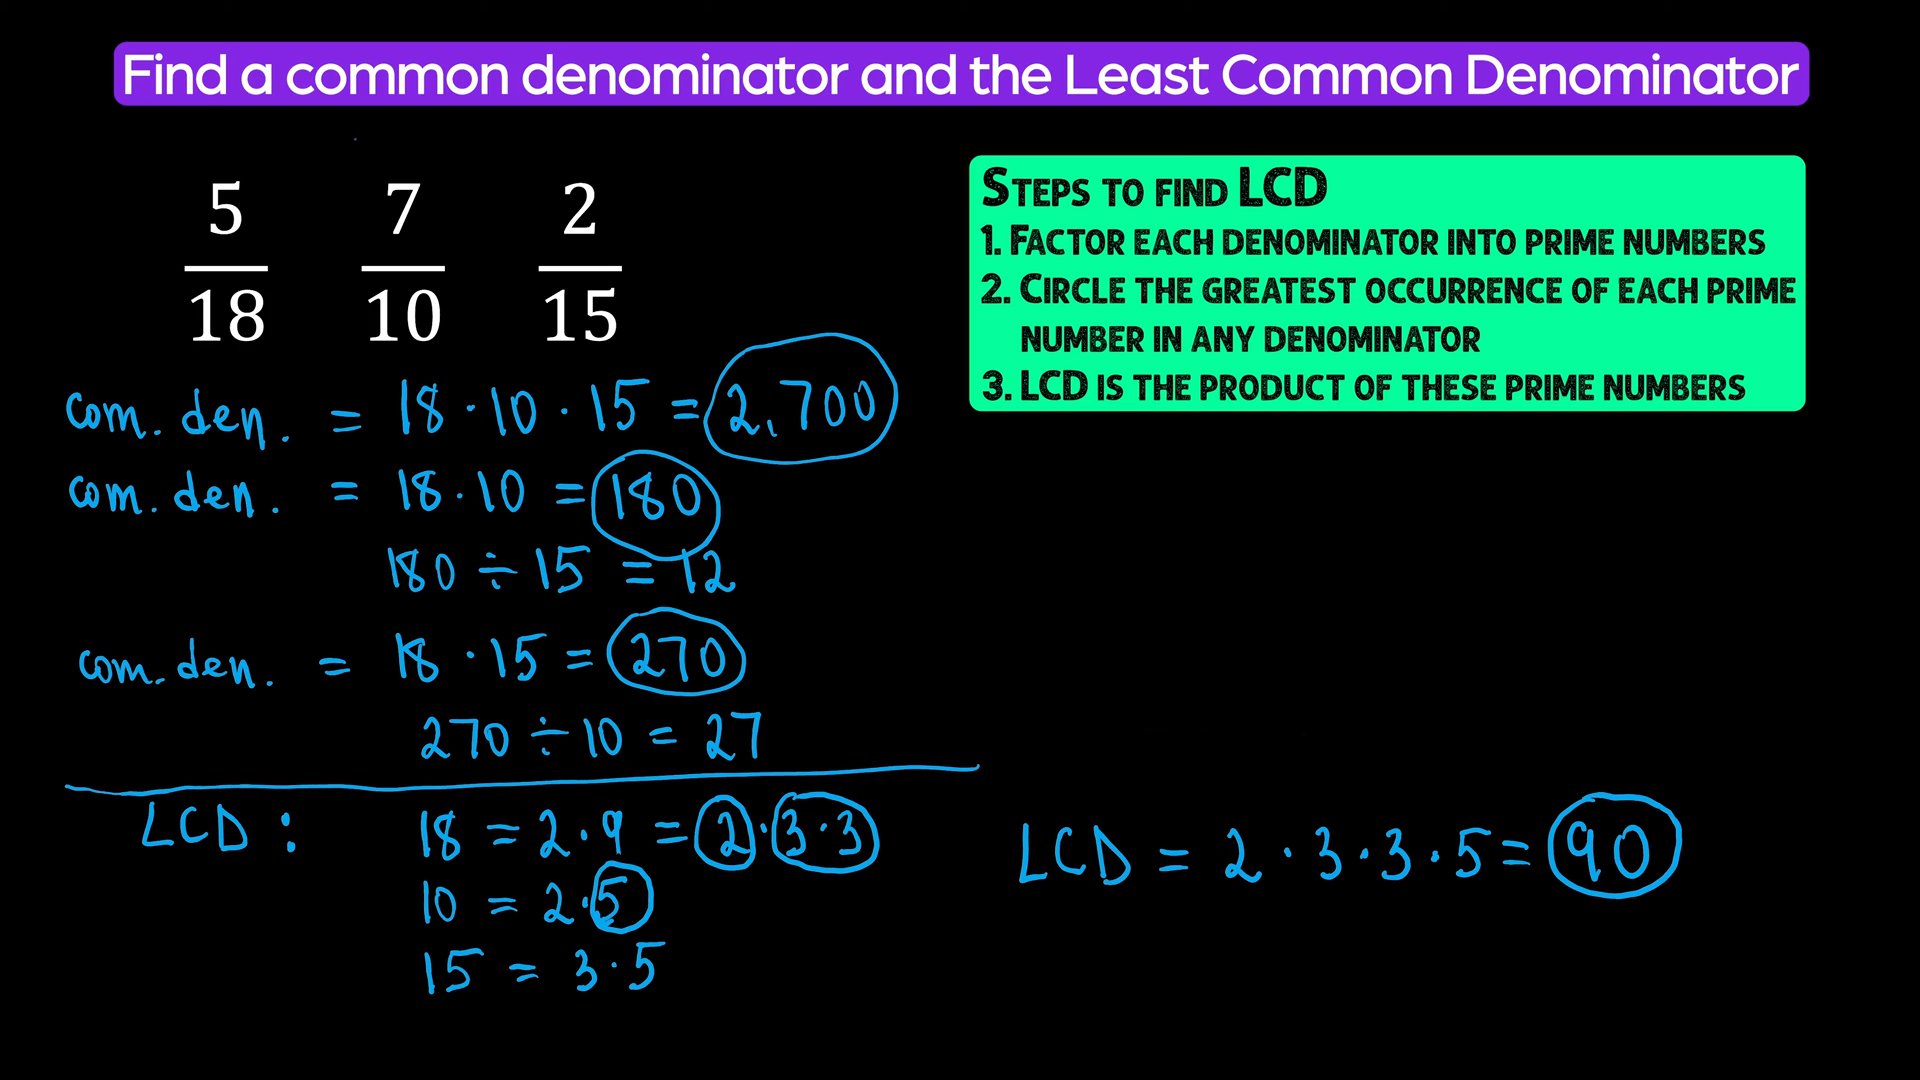 Find a common denominator and the Least Common Denominator
5/18 7/10 2/15
STEPS TO FIND LCD
1. FACTOR EACH DENOMINATOR INTO PRIME NUMBERS
2. CIRCLE THE GREATEST OCCURRENCE OF EACH PRIME
NUMBER IN ANY DENOMINATOR
3. LCD IS THE PRODUCT OF THESE PRIME NUMBERS
com. den. = 18 · 10 · 15 = 2,700
com. den. = 18 · 10 = 180
180 ÷ 15 = 12
com. den. = 18 · 15 = 270
270 ÷ 10 = 27
LCD : 18 = 2 · 9 = 2 · 3 · 3
10 = 2 · 5
15 = 3 · 5
LCD = 2 · 3 · 3 · 5 = 90